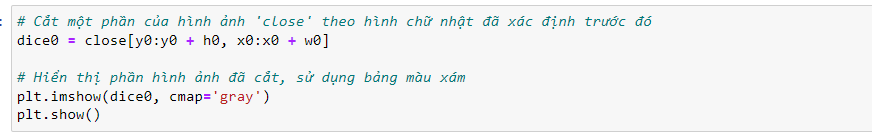 :
# Cắt một phần của hình ảnh 'close' theo hình chữ nhật đã xác định trước đó
dice0 = close[y0:y0 + h0, x0:x0 + w0]
# Hiển thị phần hình ảnh đã cắt, sử dụng bảng màu xám
plt.imshow(dice0, cmap='gray')
plt.show()